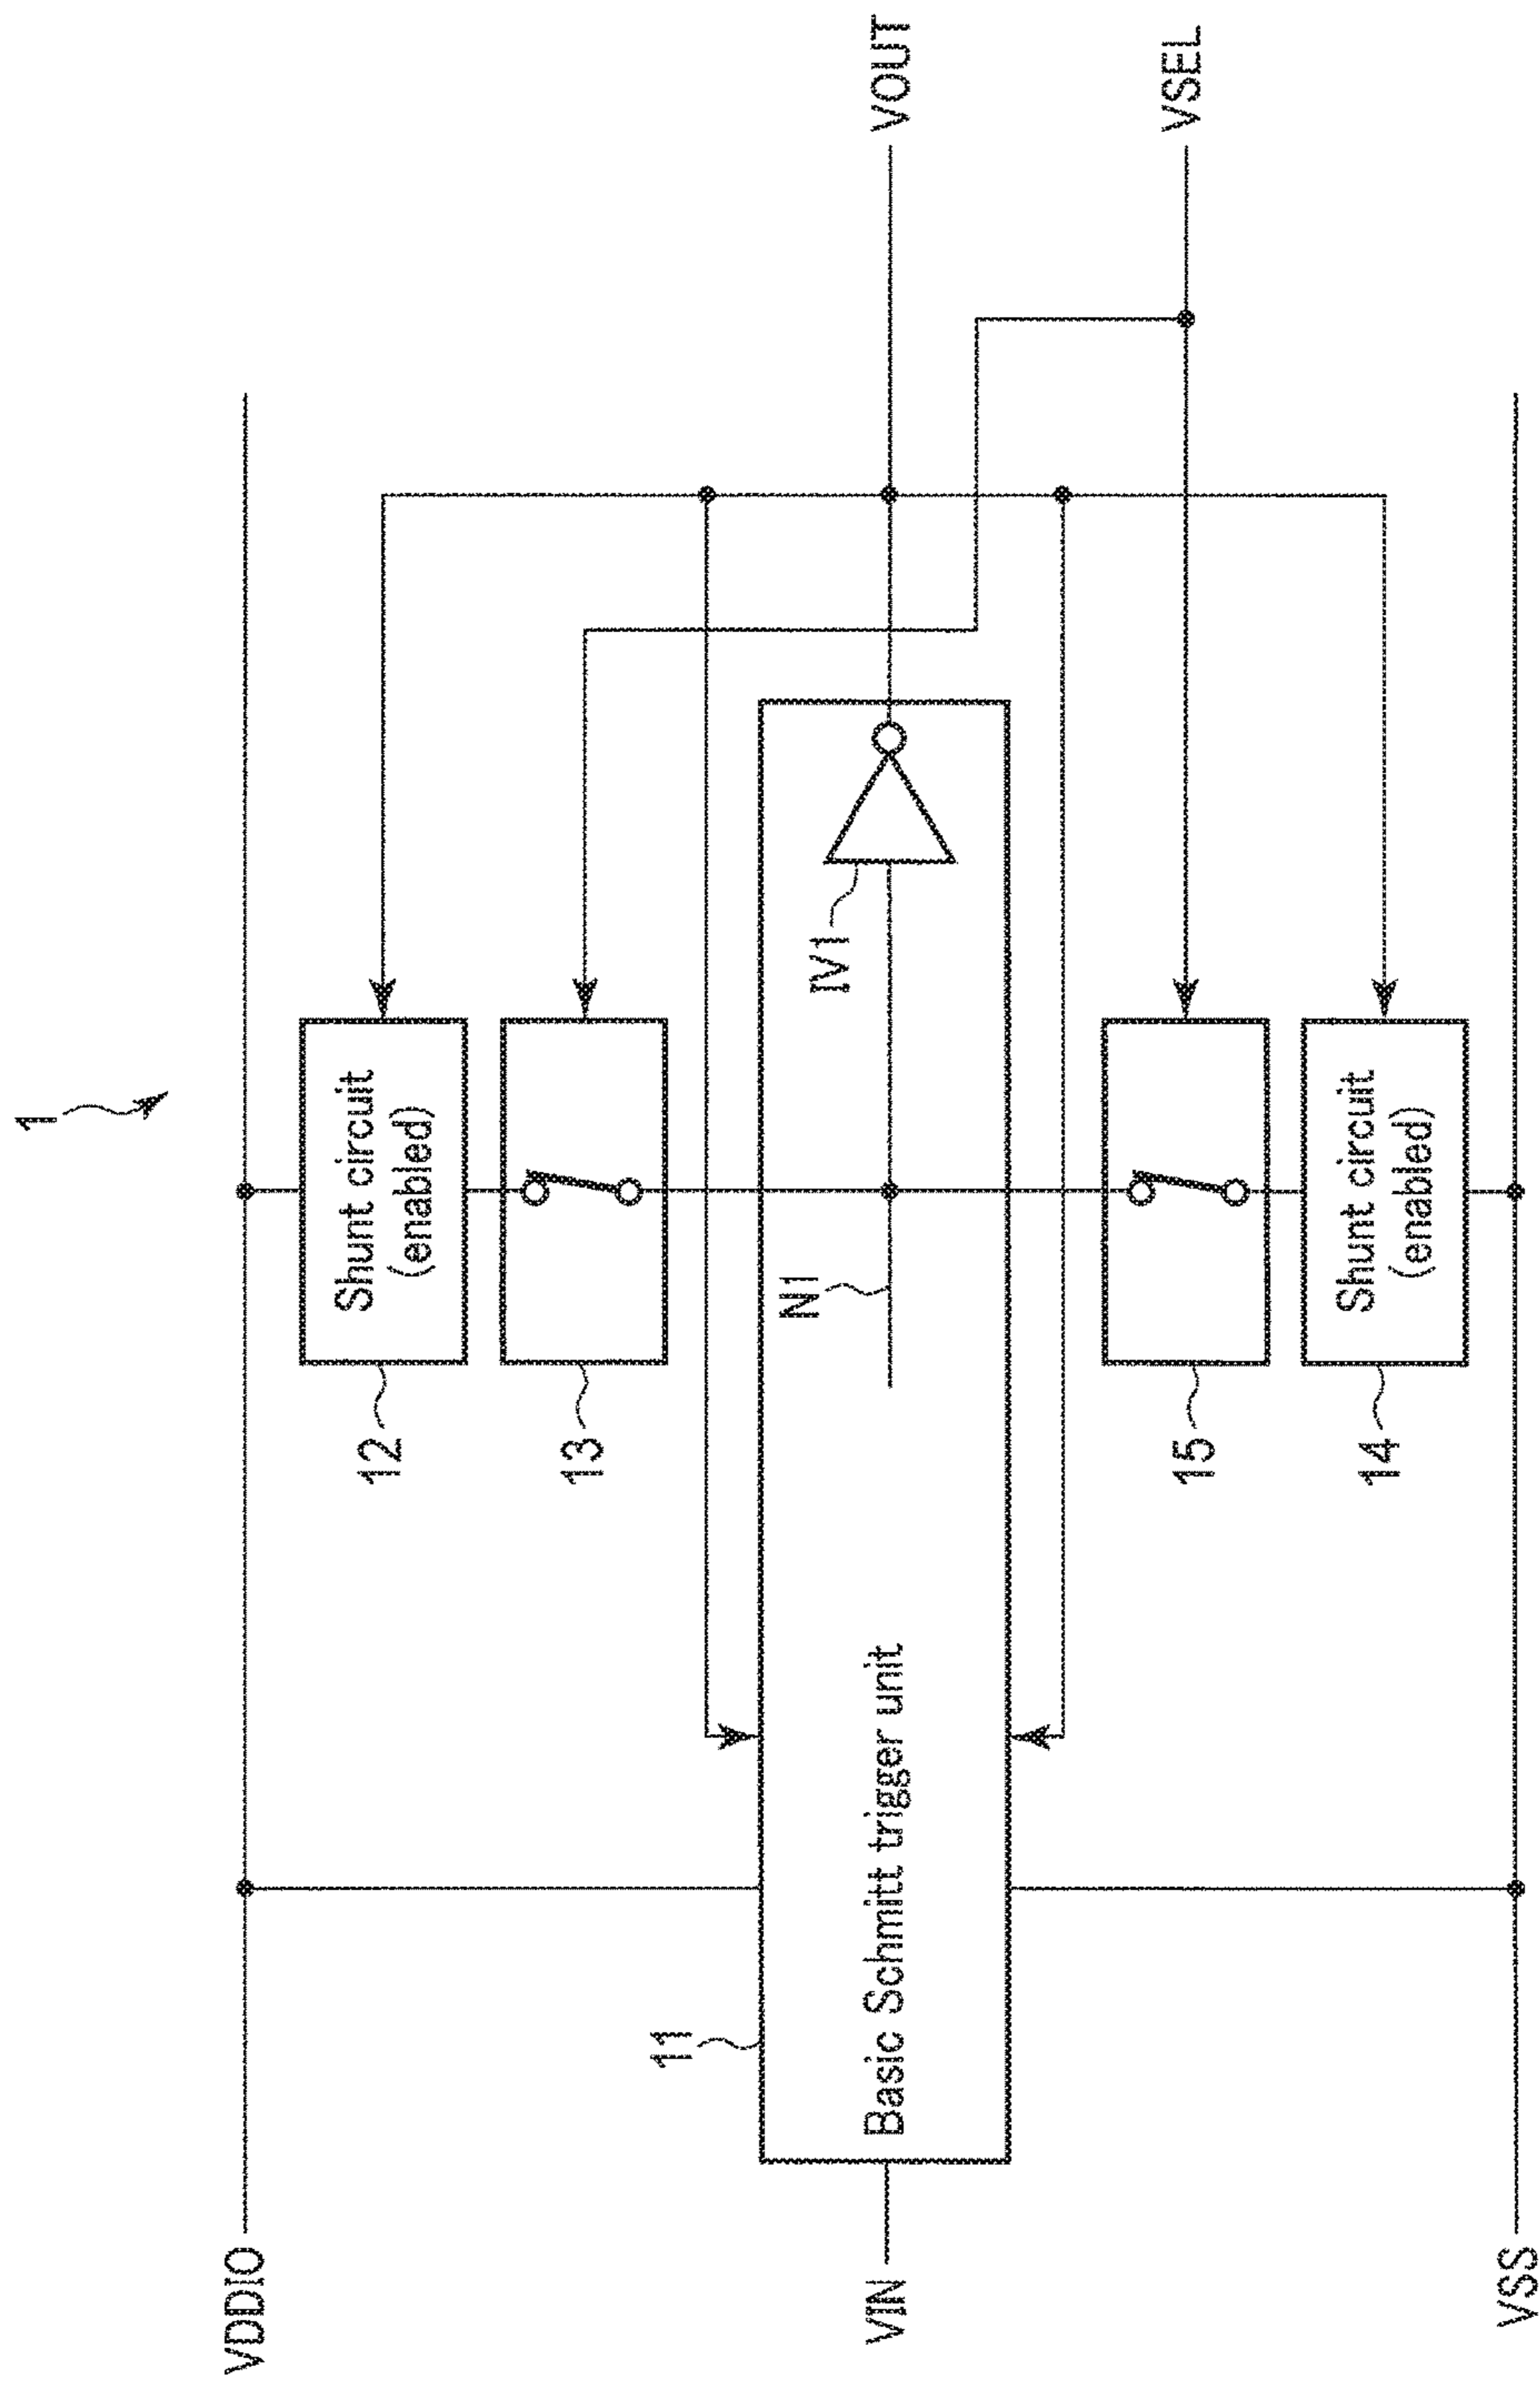 1
VDDIO
12
Shunt circuit
(enabled)
13
11
N1
IV1
VIN
Basic Schmitt trigger unit
VOUT
15
VSEL
14
Shunt circuit
(enabled)
VSS